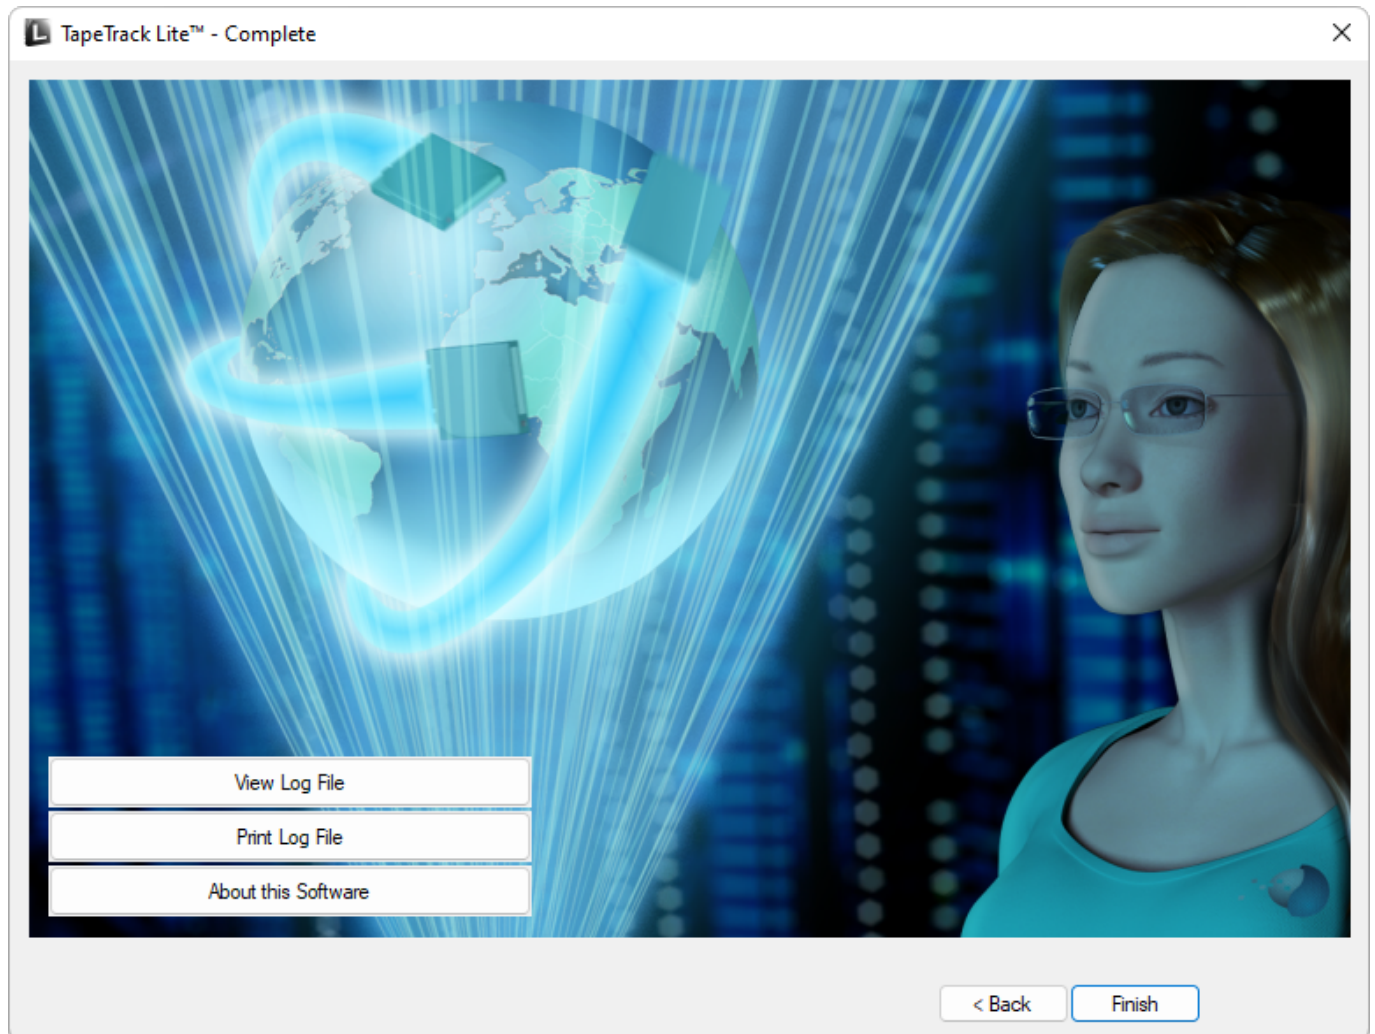 TapeTrack Lite™ - Complete
View Log File
Print Log File
About this Software
< Back
Finish